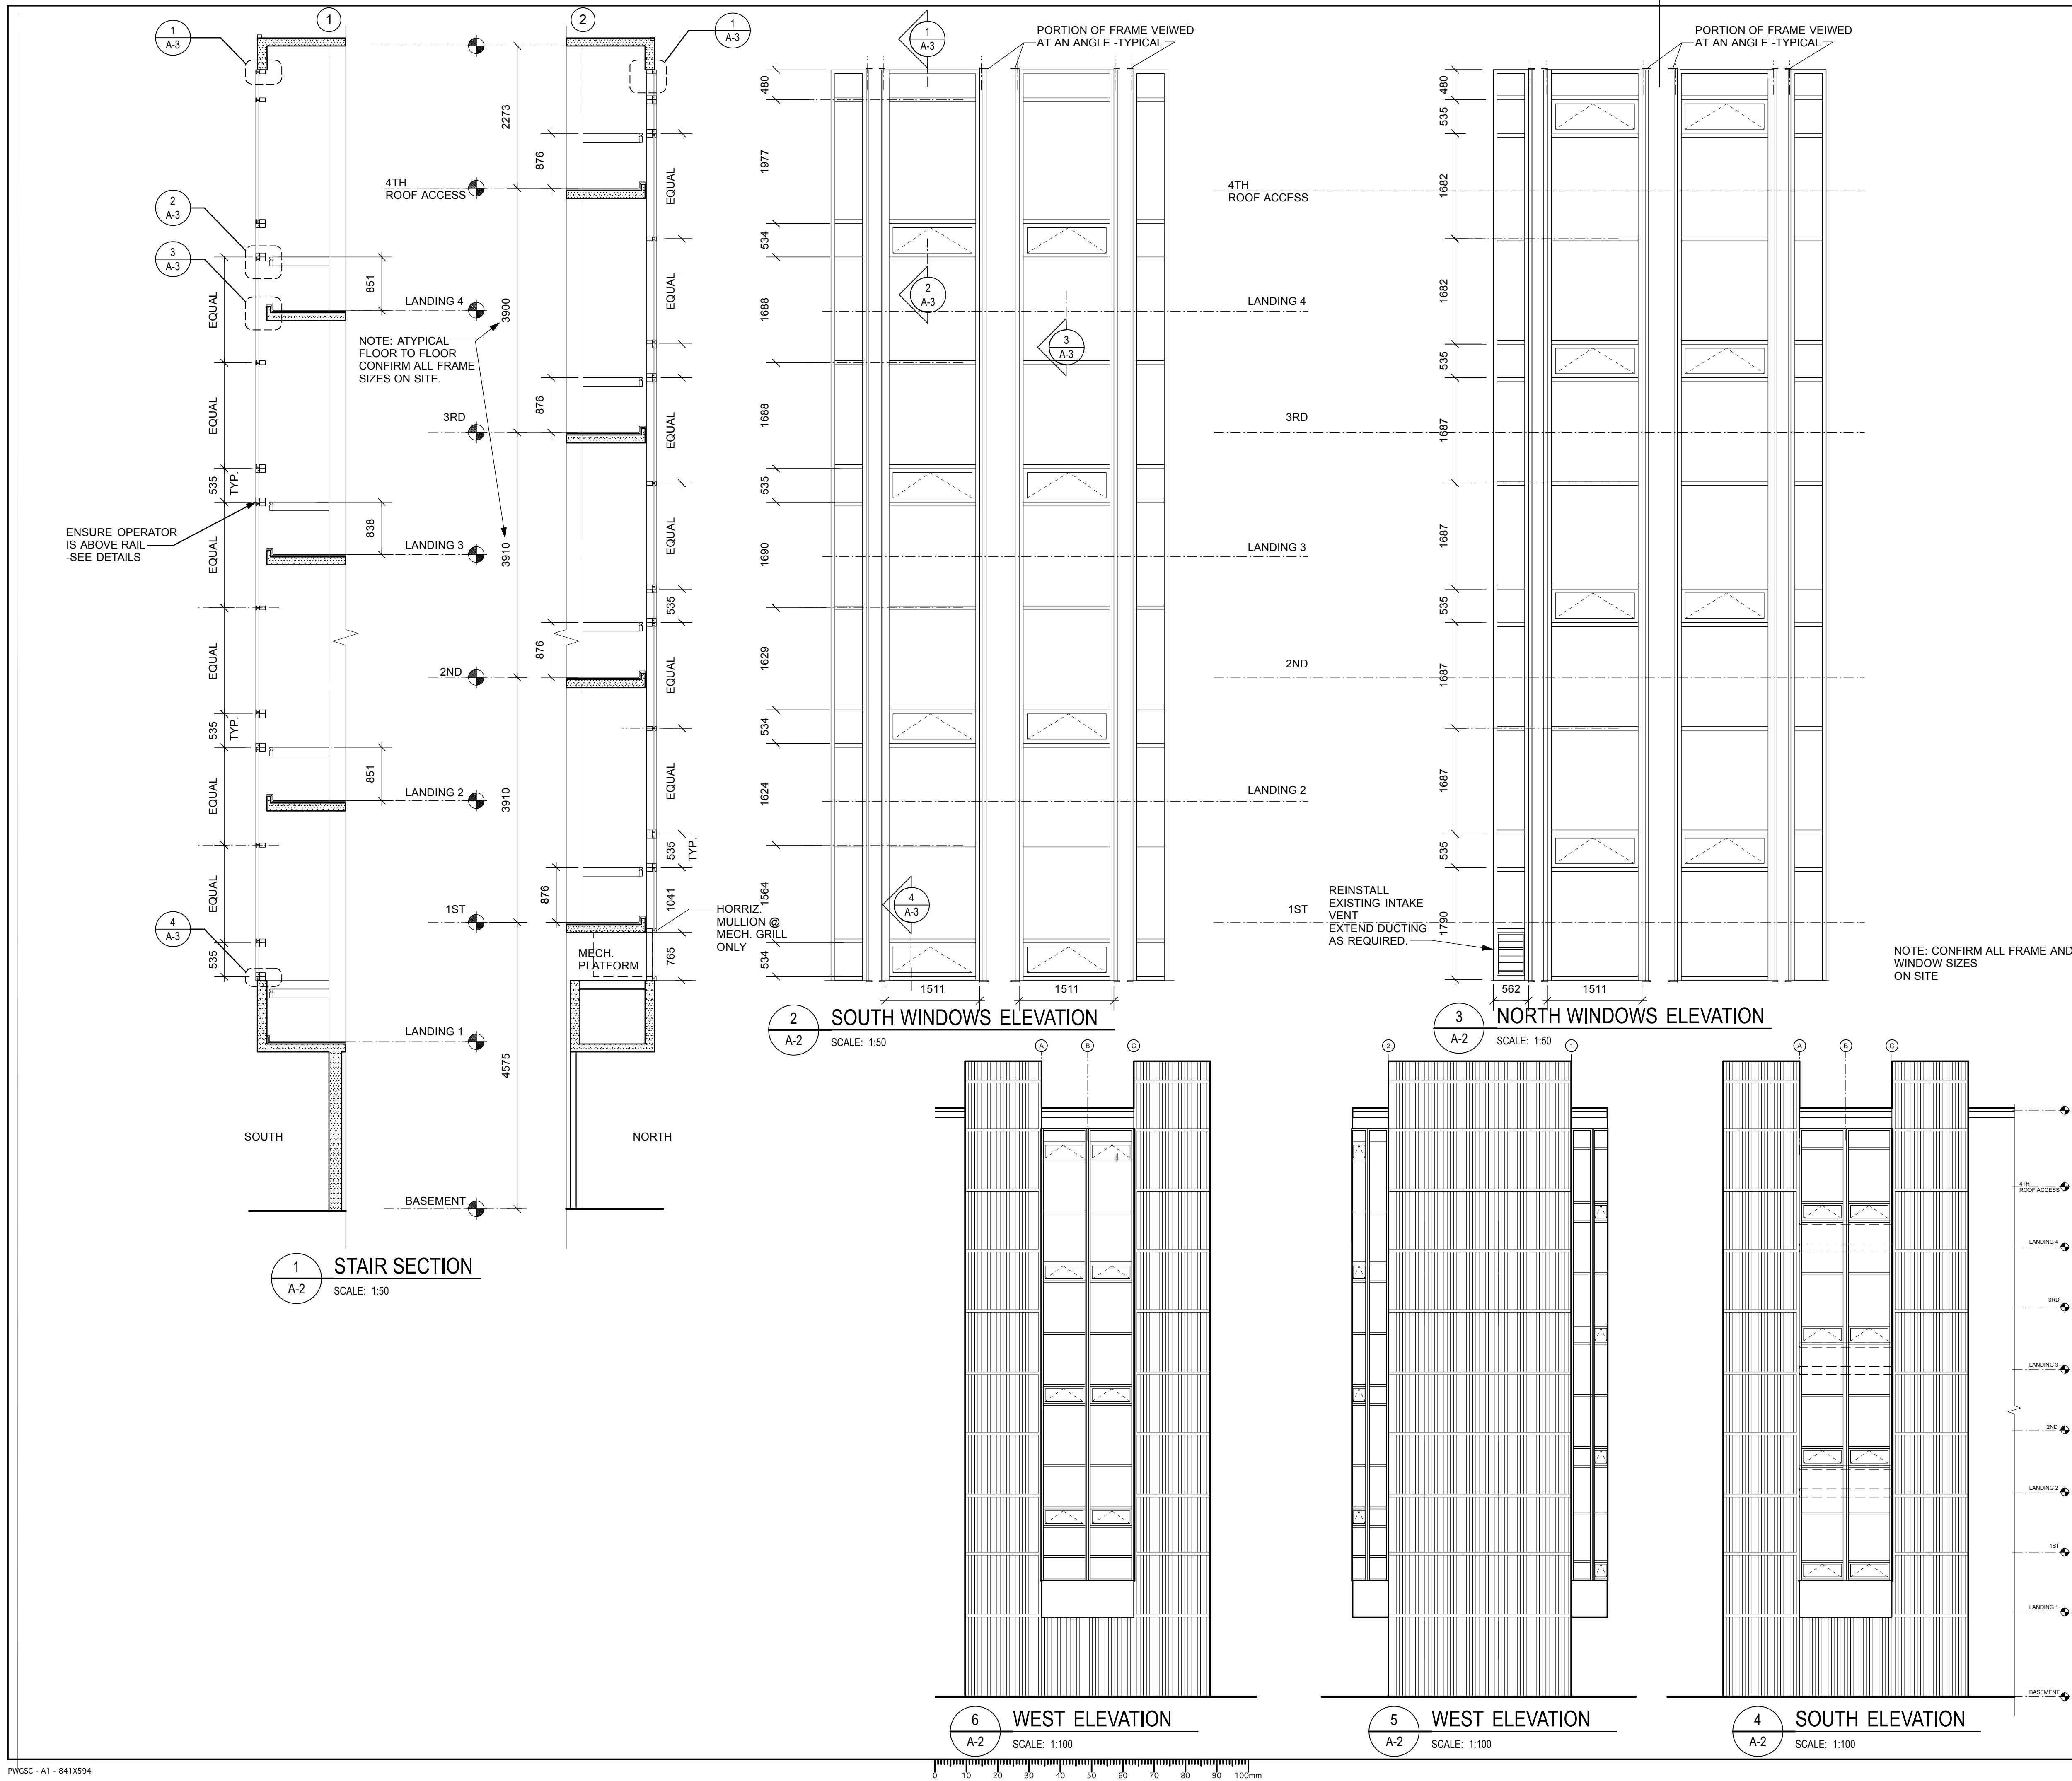 1
A-3
1
2
1
A-3
2273
876
EQUAL
4TH
ROOF ACCESS
2
A-3
3
A-3
EQUAL
851
LANDING 4
3900
EQUAL
NOTE: ATYPICAL
FLOOR TO FLOOR
CONFIRM ALL FRAME
SIZES ON SITE.
EQUAL
3RD
876
EQUAL
535
TYP.
ENSURE OPERATOR
IS ABOVE RAIL
-SEE DETAILS
EQUAL
838
LANDING 3
3910
EQUAL
535
EQUAL
2ND
876
EQUAL
535
TYP.
EQUAL
851
LANDING 2
3910
EQUAL
535
TYP.
EQUAL
4
A-3
535
1ST
876
1041
HORRIZ.
MULLION @
MECH. GRILL
ONLY
MECH.
PLATFORM
765
LANDING 1
4575
SOUTH
NORTH
BASEMENT
1
A-2
STAIR SECTION
SCALE: 1:50
1
A-3
PORTION OF FRAME VEIWED
AT AN ANGLE -TYPICAL
480
1977
534
2
A-3
1688
3
A-3
1688
535
1690
1629
534
1624
1564
4
A-3
534
1511
1511
2
A-2
SOUTH WINDOWS ELEVATION
SCALE: 1:50
PORTION OF FRAME VEIWED
AT AN ANGLE -TYPICAL
480
535
4TH
ROOF ACCESS
1682
LANDING 4
1682
535
3RD
1687
LANDING 3
1687
535
2ND
1687
LANDING 2
1687
535
REINSTALL
EXISTING INTAKE
VENT
EXTEND DUCTING
AS REQUIRED.
1ST
1790
562
1511
NOTE: CONFIRM ALL FRAME AND
WINDOW SIZES
ON SITE
3
A-2
NORTH WINDOWS ELEVATION
SCALE: 1:50
A
B
C
2
1
A
B
C
4TH
ROOF ACCESS
LANDING 4
3RD
LANDING 3
2ND
LANDING 2
1ST
LANDING 1
BASEMENT
6
A-2
WEST ELEVATION
SCALE: 1:100
5
A-2
WEST ELEVATION
SCALE: 1:100
4
A-2
SOUTH ELEVATION
SCALE: 1:100
PWGSC - A1 - 841X594
0 10 20 30 40 50 60 70 80 90 100mm